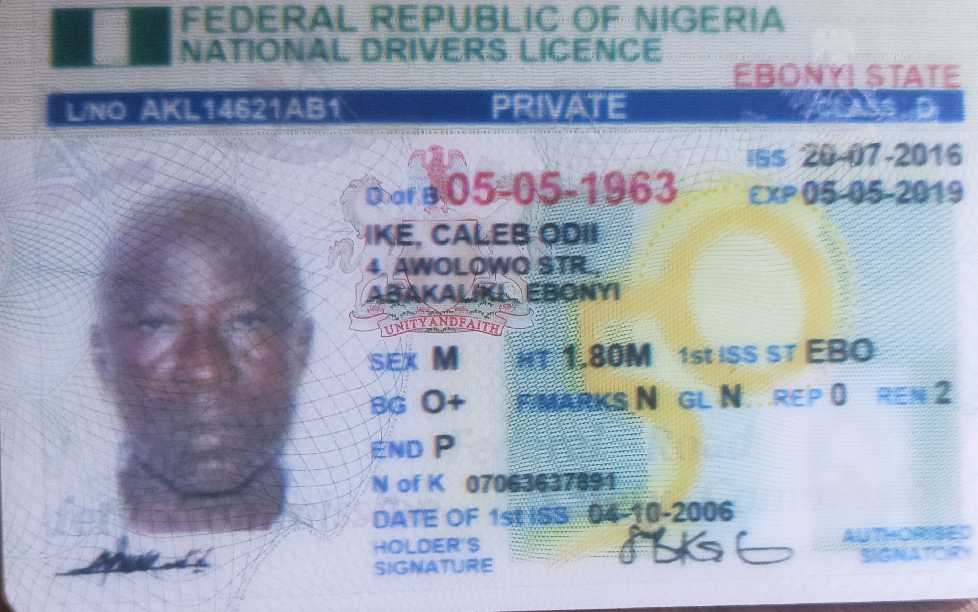 FEDERAL REPUBLIC OF NIGERIA
NATIONAL DRIVERS LICENCE
EBONYI STATE
L/NO AKL14621AB1 PRIVATE CLASS D
ISS 20-07-2016
D of B 05-05-1963 EXP 05-05-2019
IKE, CALEB ODII
4, AWOLOWO STR,
ABAKALIKI, EBONYI
UNITY AND FAITH
SEX M HT 1.80M 1st ISS ST EBO
BG O+ F.MARKS N GL N REP 0 REN 2
END P
N of K 07063637891
DATE OF 1st ISS 04-10-2006
HOLDER'S
SIGNATURE
AUTHORISED
SIGNATORY